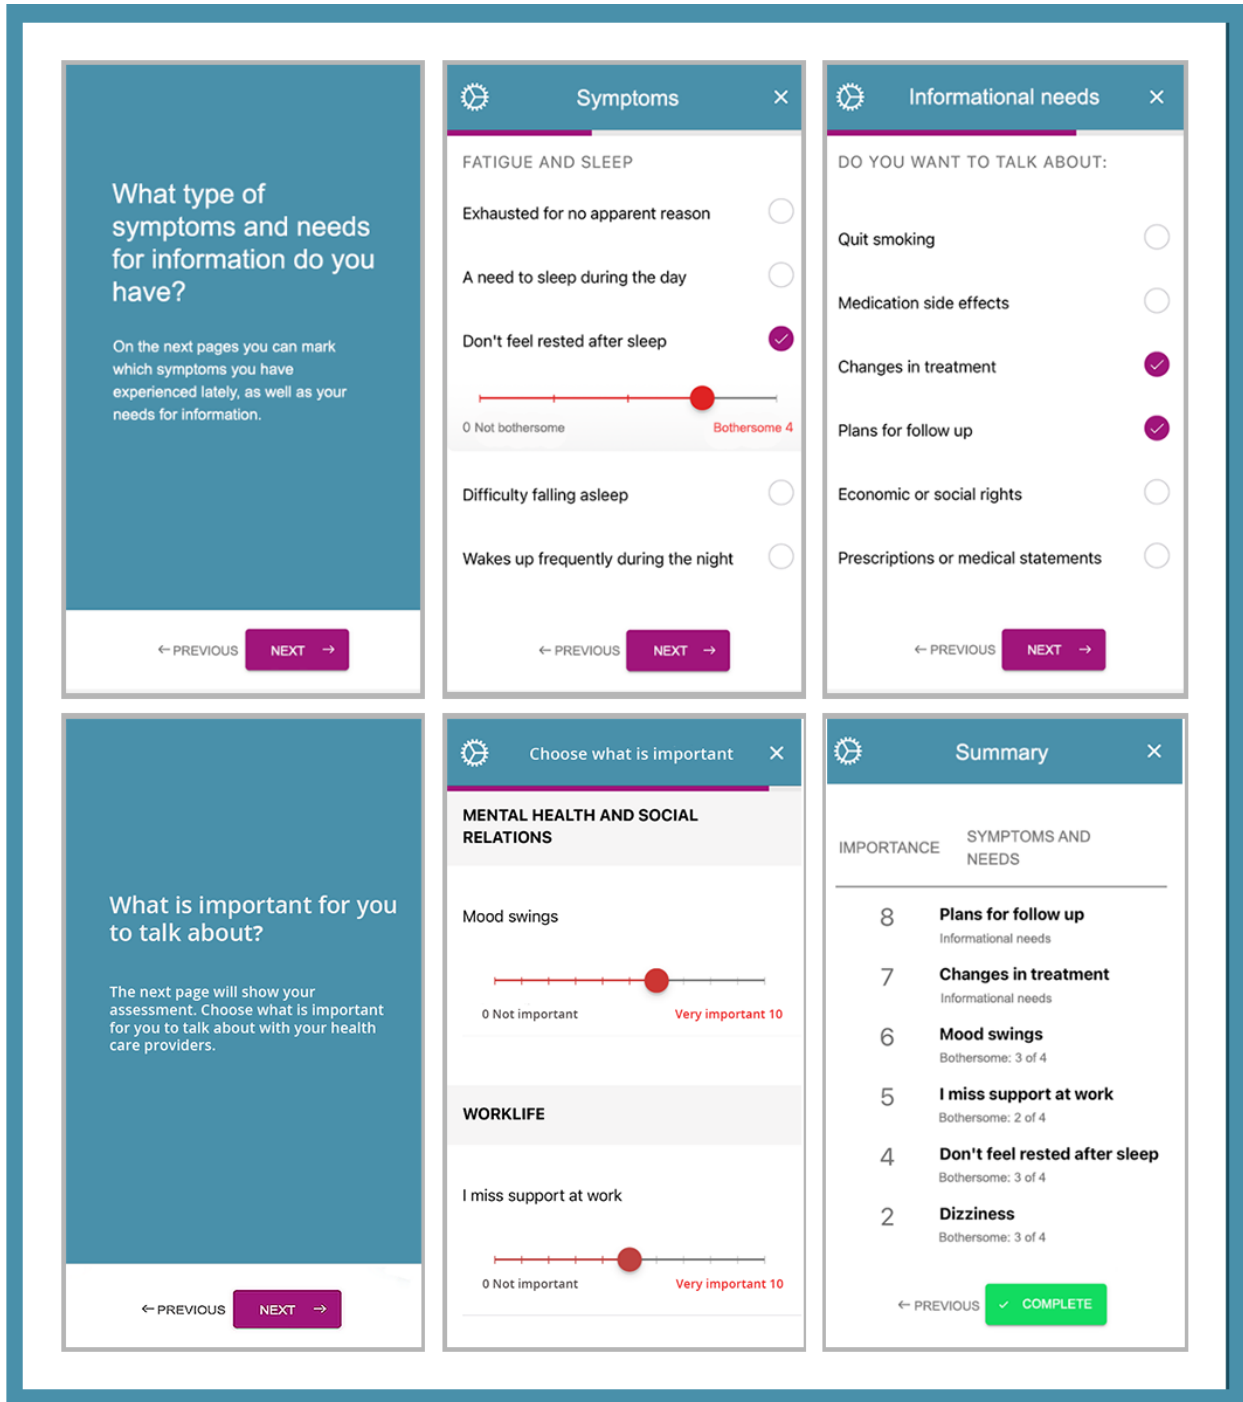 What type of
symptoms and needs
for information do you
have?
On the next pages you can mark
which symptoms you have
experienced lately, as well as your
needs for information.
← PREVIOUS
NEXT →
Symptoms ×
FATIGUE AND SLEEP
Exhausted for no apparent reason
A need to sleep during the day
Don't feel rested after sleep
0 Not bothersome
Bothersome 4
Difficulty falling asleep
Wakes up frequently during the night
← PREVIOUS
NEXT →
Informational needs ×
DO YOU WANT TO TALK ABOUT:
Quit smoking
Medication side effects
Changes in treatment
Plans for follow up
Economic or social rights
Prescriptions or medical statements
← PREVIOUS
NEXT →
What is important for you
to talk about?
The next page will show your
assessment. Choose what is important
for you to talk about with your health
care providers.
← PREVIOUS
NEXT →
Choose what is important ×
MENTAL HEALTH AND SOCIAL
RELATIONS
Mood swings
0 Not important
Very important 10
WORKLIFE
I miss support at work
0 Not important
Very important 10
Summary ×
IMPORTANCE
SYMPTOMS AND
NEEDS
8 Plans for follow up
Informational needs
7 Changes in treatment
Informational needs
6 Mood swings
Bothersome: 3 of 4
5 I miss support at work
Bothersome: 2 of 4
4 Don't feel rested after sleep
Bothersome: 3 of 4
2 Dizziness
Bothersome: 3 of 4
← PREVIOUS
✓ COMPLETE